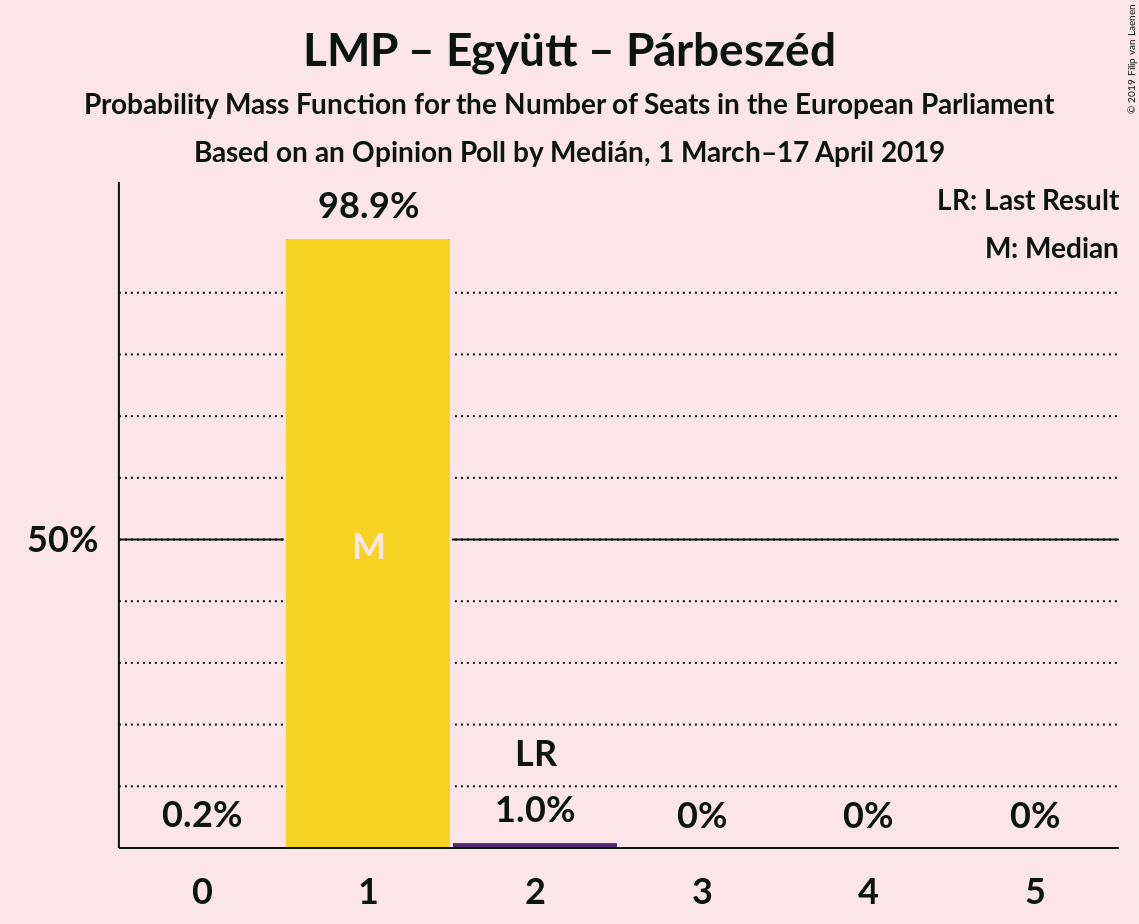 LMP – Együtt – Párbeszéd
Probability Mass Function for the Number of Seats in the European Parliament
Based on an Opinion Poll by Medián, 1 March–17 April 2019
© 2019 Filip van Laenen
LR: Last Result
M: Median
98.9%
50%
M
LR
0.2%
1.0%
0%
0%
0%
0
1
2
3
4
5